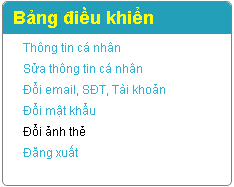 Bảng điều khiển
Thông tin cá nhân
Sửa thông tin cá nhân
Đổi email, SĐT, Tài khoản
Đổi mật khẩu
Đổi ảnh thẻ
Đăng xuất